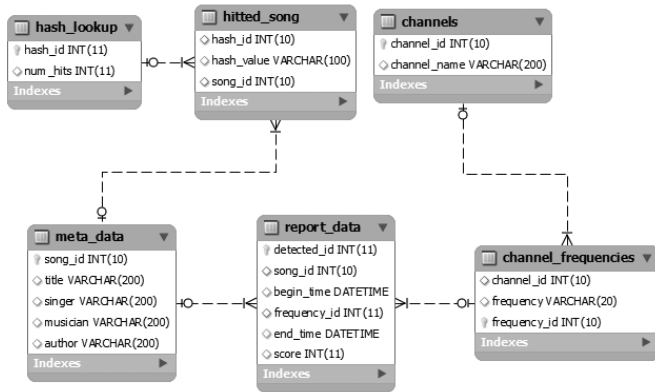 hash_lookup
hash_id INT(11)
num_hits INT(11)
Indexes
hitted_song
hash_id INT(10)
hash_value VARCHAR(100)
song_id INT(10)
Indexes
channels
channel_id INT(10)
channel_name VARCHAR(200)
Indexes
meta_data
song_id INT(10)
title VARCHAR(200)
singer VARCHAR(200)
musician VARCHAR(200)
author VARCHAR(200)
Indexes
report_data
detected_id INT(11)
song_id INT(10)
begin_time DATETIME
frequency_id INT(11)
end_time DATETIME
score INT(11)
Indexes
channel_frequencies
channel_id INT(10)
frequency VARCHAR(20)
frequency_id INT(10)
Indexes